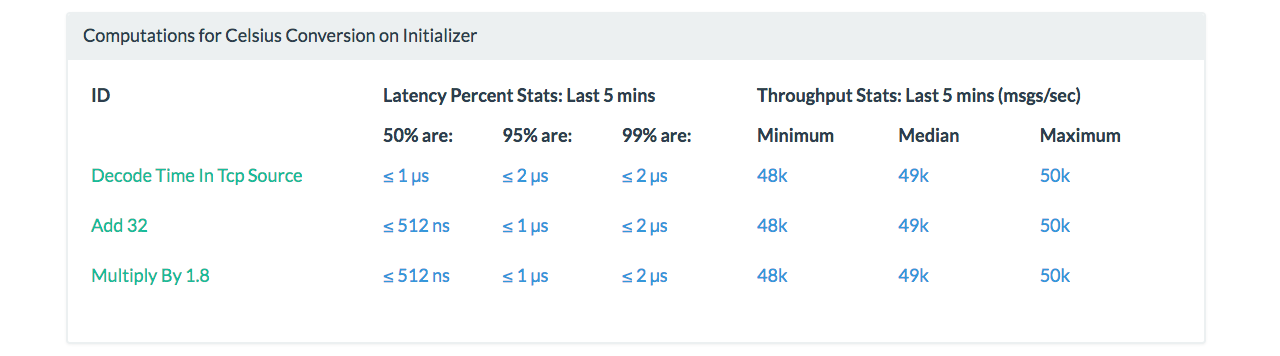 Computations for Celsius Conversion on Initializer
ID Latency Percent Stats: Last 5 mins Throughput Stats: Last 5 mins (msgs/sec)
50% are: 95% are: 99% are: Minimum Median Maximum
Decode Time In Tcp Source ≤ 1 µs ≤ 2 µs ≤ 2 µs 48k 49k 50k
Add 32 ≤ 512 ns ≤ 1 µs ≤ 2 µs 48k 49k 50k
Multiply By 1.8 ≤ 512 ns ≤ 1 µs ≤ 2 µs 48k 49k 50k